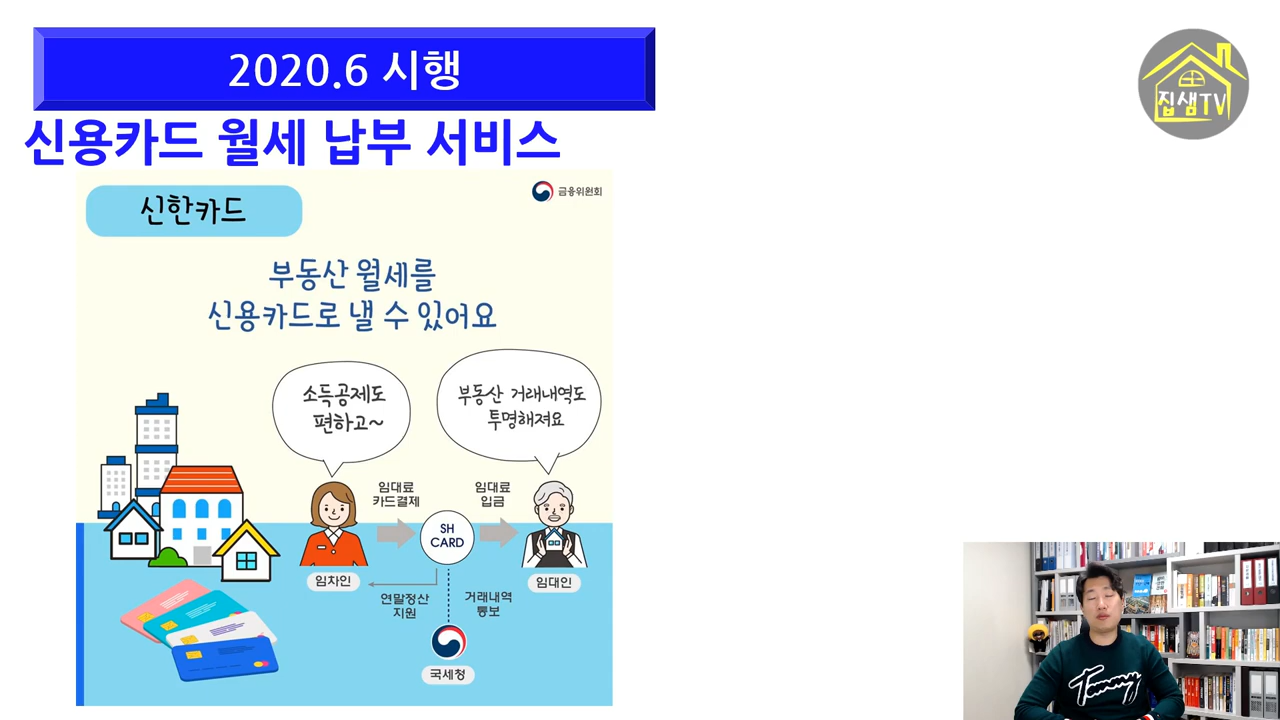 2020.6 시행
집샘TV
신용카드 월세 납부 서비스
금융위원회
신한카드
부동산 월세를
신용카드로 낼 수 있어요
소득공제도
편하고~
부동산 거래내역도
투명해져요
임대료
카드결제
임대료
입금
SH
CARD
임차인
임대인
연말정산
지원
거래내역
통보
국세청
Tommy